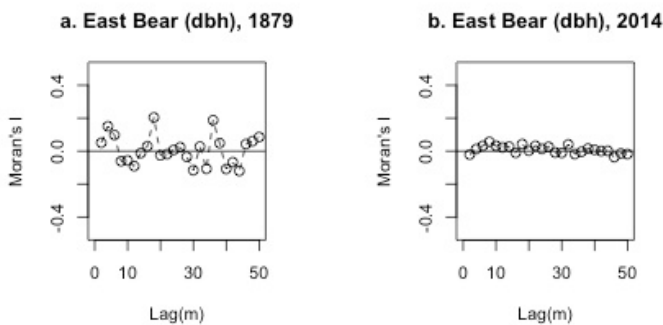 a. East Bear (dbh), 1879
Moran's I
0.4
0.0
-0.4
0 10 30 50
Lag(m)
b. East Bear (dbh), 2014
Moran's I
0.4
0.0
-0.4
0 10 30 50
Lag(m)